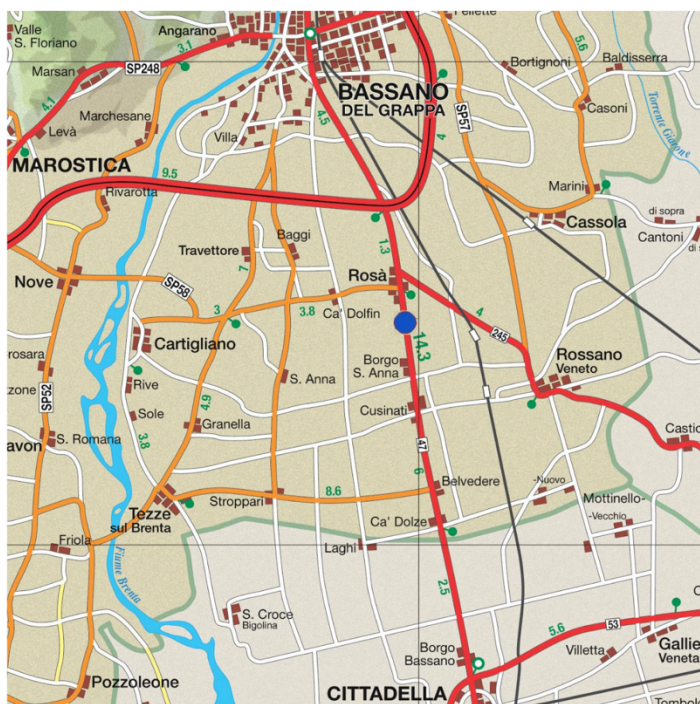 Valle
S. Floriano
Angarano
Fellette
3.1
5.6
Marsan
SP248
Bortignoni
Baldisserra
BASSANO
DEL GRAPPA
4.1
Marchesane
SP57
Casoni
Levà
Villa
4.5
4
MAROSTICA
9.5
Rivarotta
Marini
Cassola
di sopra
Cantoni
Baggi
Travettore
1.3
7
Rosà
Nove
SP58
3
3.8
Ca' Dolfin
4
245
14.3
Cartigliano
rosara
Borgo
S. Anna
Rossano
Veneto
zzone
SP52
Rive
S. Anna
4.9
Sole
Cusinati
Granella
avon
S. Romana
3.8
47
Castio
6
8.6
Belvedere
-Nuovo
Stroppari
Mottinello-
-Vecchio
Tezze
sul Brenta
Ca' Dolze
Friola
Laghi
Fiume Brenta
2.5
S. Croce
Bigolina
5.6
53
Borgo
Bassano
Villetta
Gallie
Veneta
Pozzoleone
CITTADELLA
Tombolo